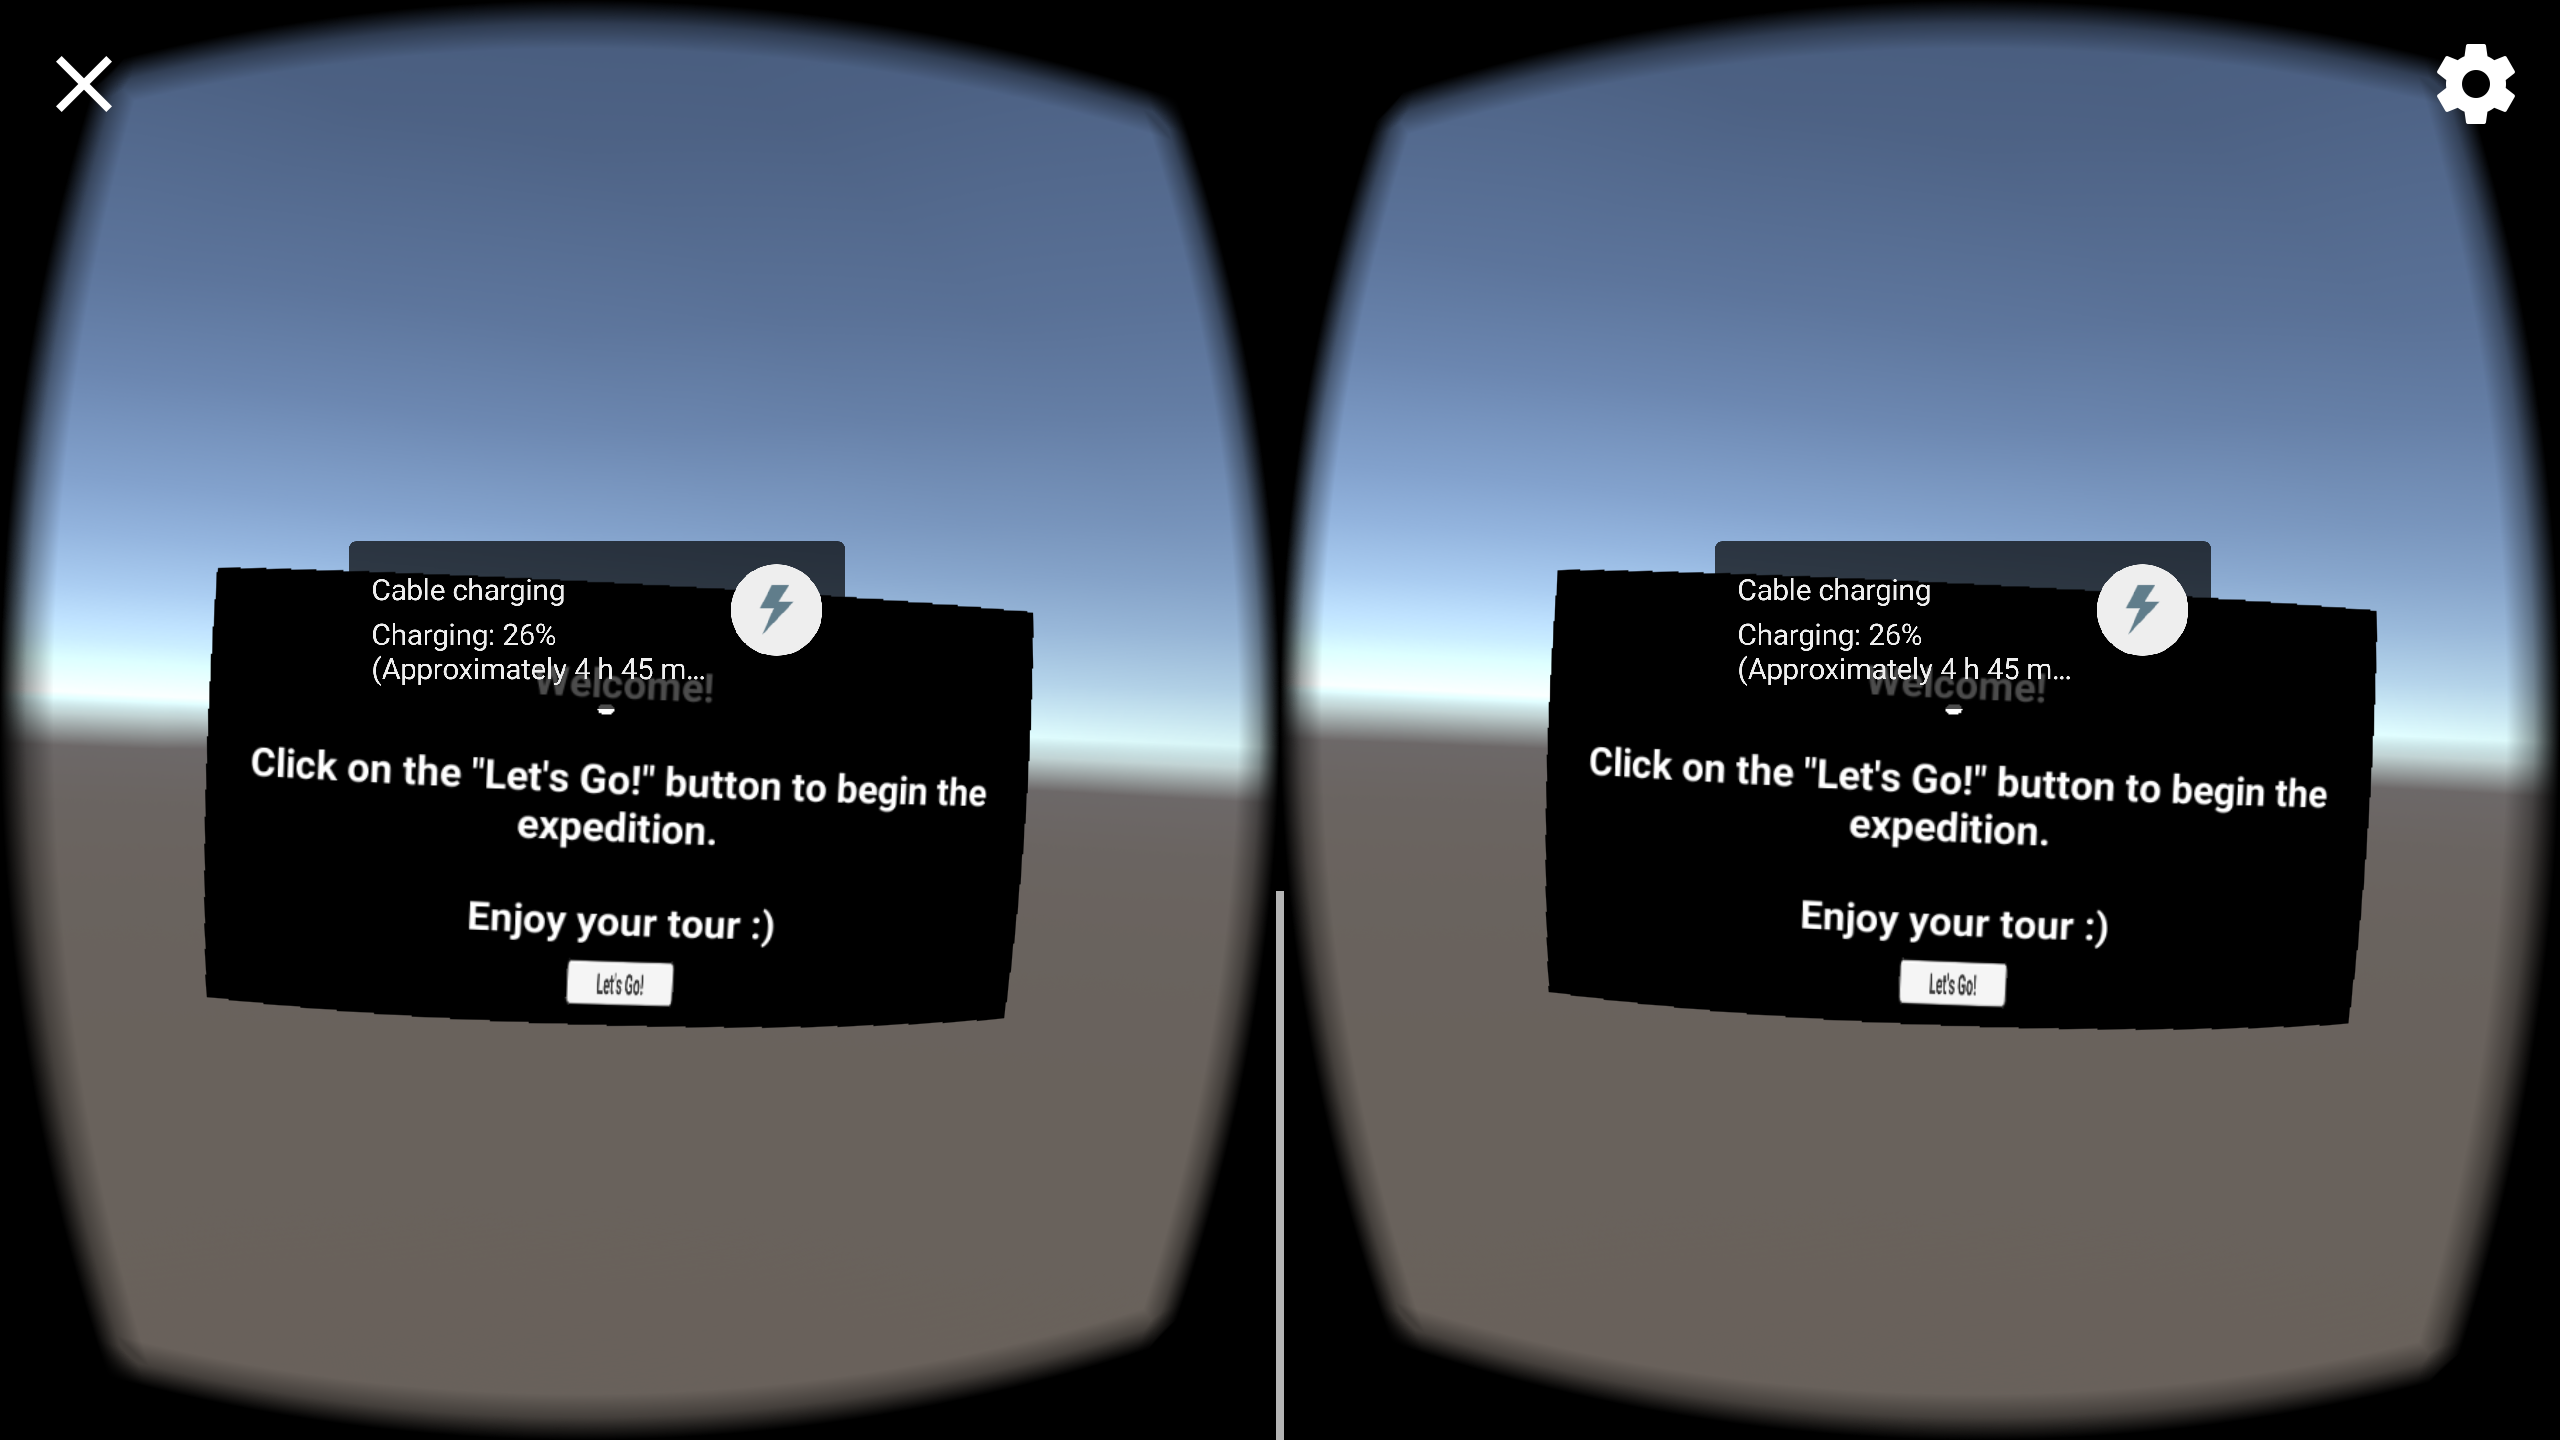 Cable charging
Charging: 26%
(Approximately 4 h 45 m...
Welcome!
Click on the "Let's Go!" button to begin the
expedition.
Enjoy your tour :)
Let's Go!
Cable charging
Charging: 26%
(Approximately 4 h 45 m...
Welcome!
Click on the "Let's Go!" button to begin the
expedition.
Enjoy your tour :)
Let's Go!